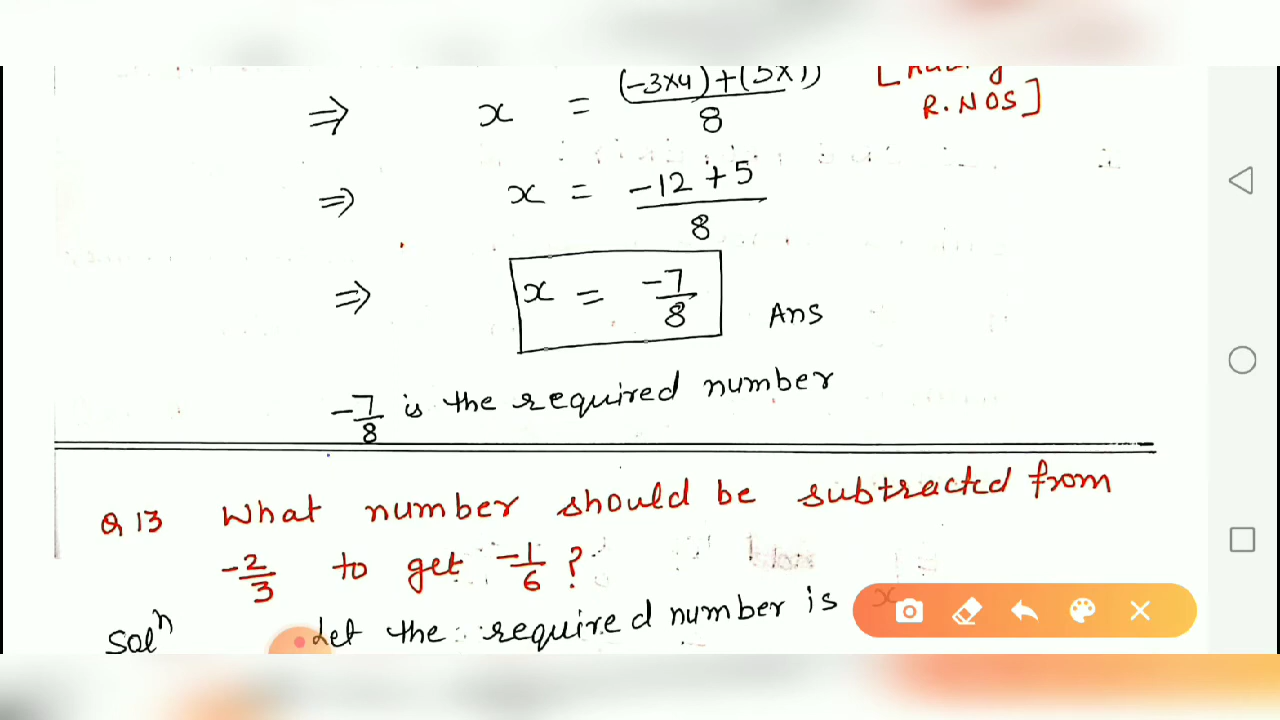 ⇒ x = (-3×4)+(5×1)/8
R. NOS]
⇒ x = -12+5/8
⇒ x = -7/8 Ans
-7/8 is the required number
Q 13 What number should be subtracted from
-2/3 to get -1/6 ?
Solⁿ Let the required number is x